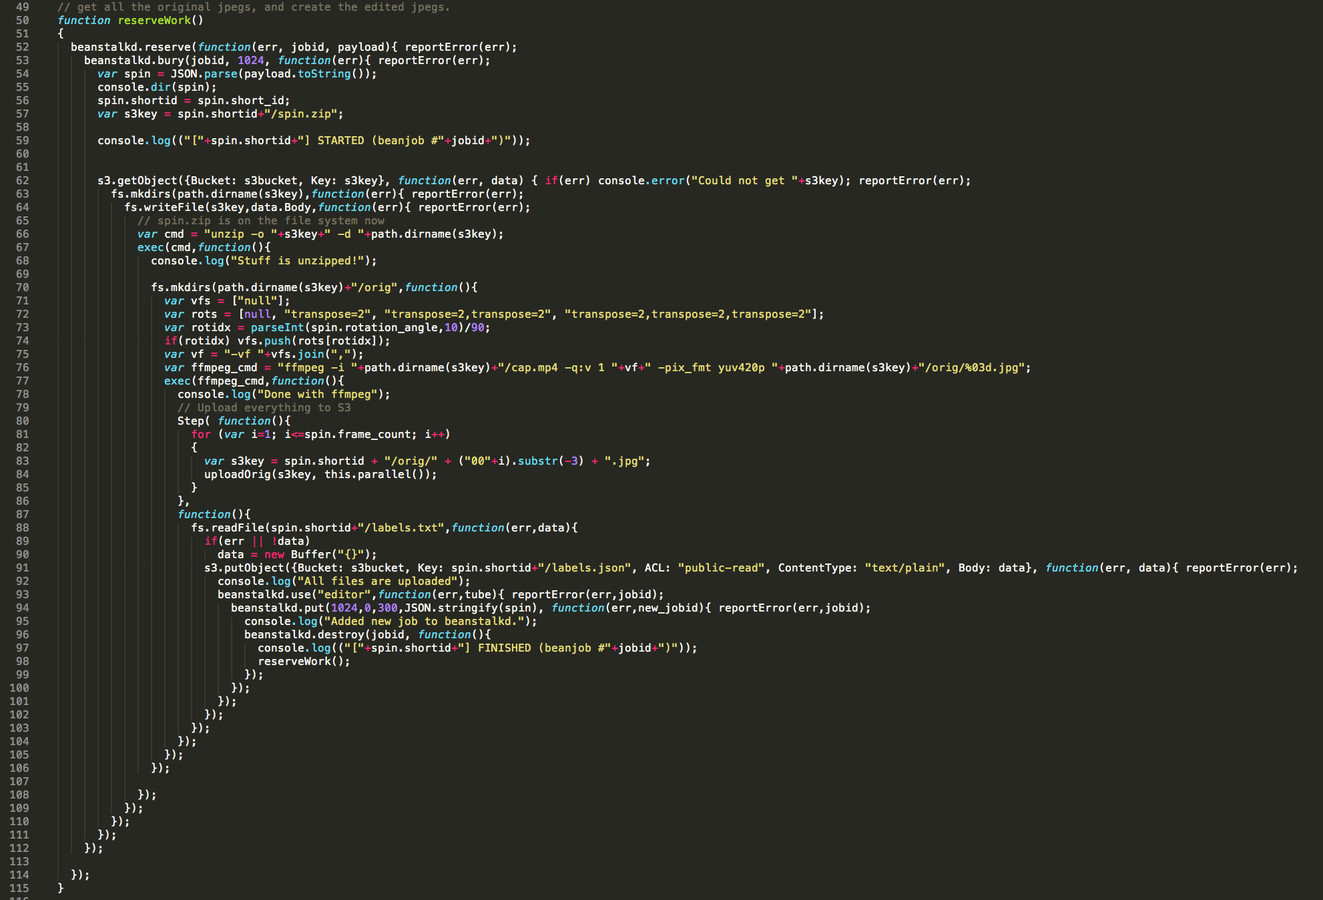 49 // get all the original jpegs, and create the edited jpegs.
50 function reserveWork()
51 {
52 beanstalkd.reserve(function(err, jobid, payload){ reportError(err);
53 beanstalkd.bury(jobid, 1024, function(err){ reportError(err);
54 var spin = JSON.parse(payload.toString());
55 console.dir(spin);
56 spin.shortid = spin.short_id;
57 var s3key = spin.shortid+"/spin.zip";
58
59 console.log(("["+spin.shortid+"] STARTED (beanjob #"+jobid+")"));
60
61
62 s3.getObject({Bucket: s3bucket, Key: s3key}, function(err, data) { if(err) console.error("Could not get "+s3key); reportError(err);
63 fs.mkdirs(path.dirname(s3key),function(err){ reportError(err);
64 fs.writeFile(s3key,data.Body,function(err){ reportError(err);
65 // spin.zip is on the file system now
66 var cmd = "unzip -o "+s3key+" -d "+path.dirname(s3key);
67 exec(cmd,function(){
68 console.log("Stuff is unzipped!");
69
70 fs.mkdirs(path.dirname(s3key)+"/orig",function(){
71 var vfs = ["null"];
72 var rots = [null, "transpose=2", "transpose=2,transpose=2", "transpose=2,transpose=2,transpose=2"];
73 var rotidx = parseInt(spin.rotation_angle,10)/90;
74 if(rotidx) vfs.push(rots[rotidx]);
75 var vf = "-vf "+vfs.join(",");
76 var ffmpeg_cmd = "ffmpeg -i "+path.dirname(s3key)+"/cap.mp4 -q:v 1 "+vf+" -pix_fmt yuv420p "+path.dirname(s3key)+"/orig/%03d.jpg";
77 exec(ffmpeg_cmd,function(){
78 console.log("Done with ffmpeg");
79 // Upload everything to S3
80 Step( function(){
81 for (var i=1; i<=spin.frame_count; i++)
82 {
83 var s3key = spin.shortid + "/orig/" + ("00"+i).substr(-3) + ".jpg";
84 uploadOrig(s3key, this.parallel());
85 }
86 },
87 function(){
88 fs.readFile(spin.shortid+"/labels.txt",function(err,data){
89 if(err || !data)
90 data = new Buffer("{}");
91 s3.putObject({Bucket: s3bucket, Key: spin.shortid+"/labels.json", ACL: "public-read", ContentType: "text/plain", Body: data}, function(err, data){ reportError(err);
92 console.log("All files are uploaded");
93 beanstalkd.use("editor",function(err,tube){ reportError(err,jobid);
94 beanstalkd.put(1024,0,300,JSON.stringify(spin), function(err,new_jobid){ reportError(err,jobid);
95 console.log("Added new job to beanstalkd.");
96 beanstalkd.destroy(jobid, function(){
97 console.log(("["+spin.shortid+"] FINISHED (beanjob #"+jobid+")"));
98 reserveWork();
99 });
100 });
101 });
102 });
103 });
104 });
105 });
106 });
107
108 });
109 });
110 });
111 });
112 });
113
114 });
115 }